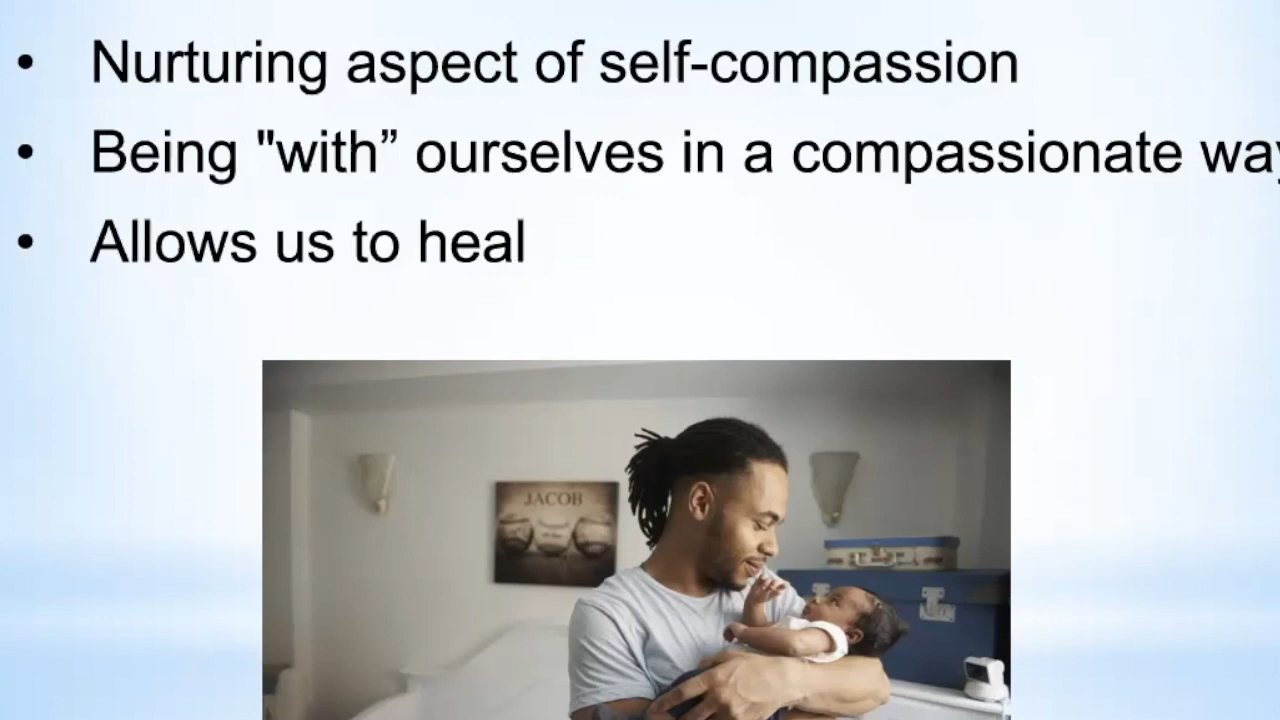 • Nurturing aspect of self-compassion
• Being "with” ourselves in a compassionate way
• Allows us to heal
JACOB